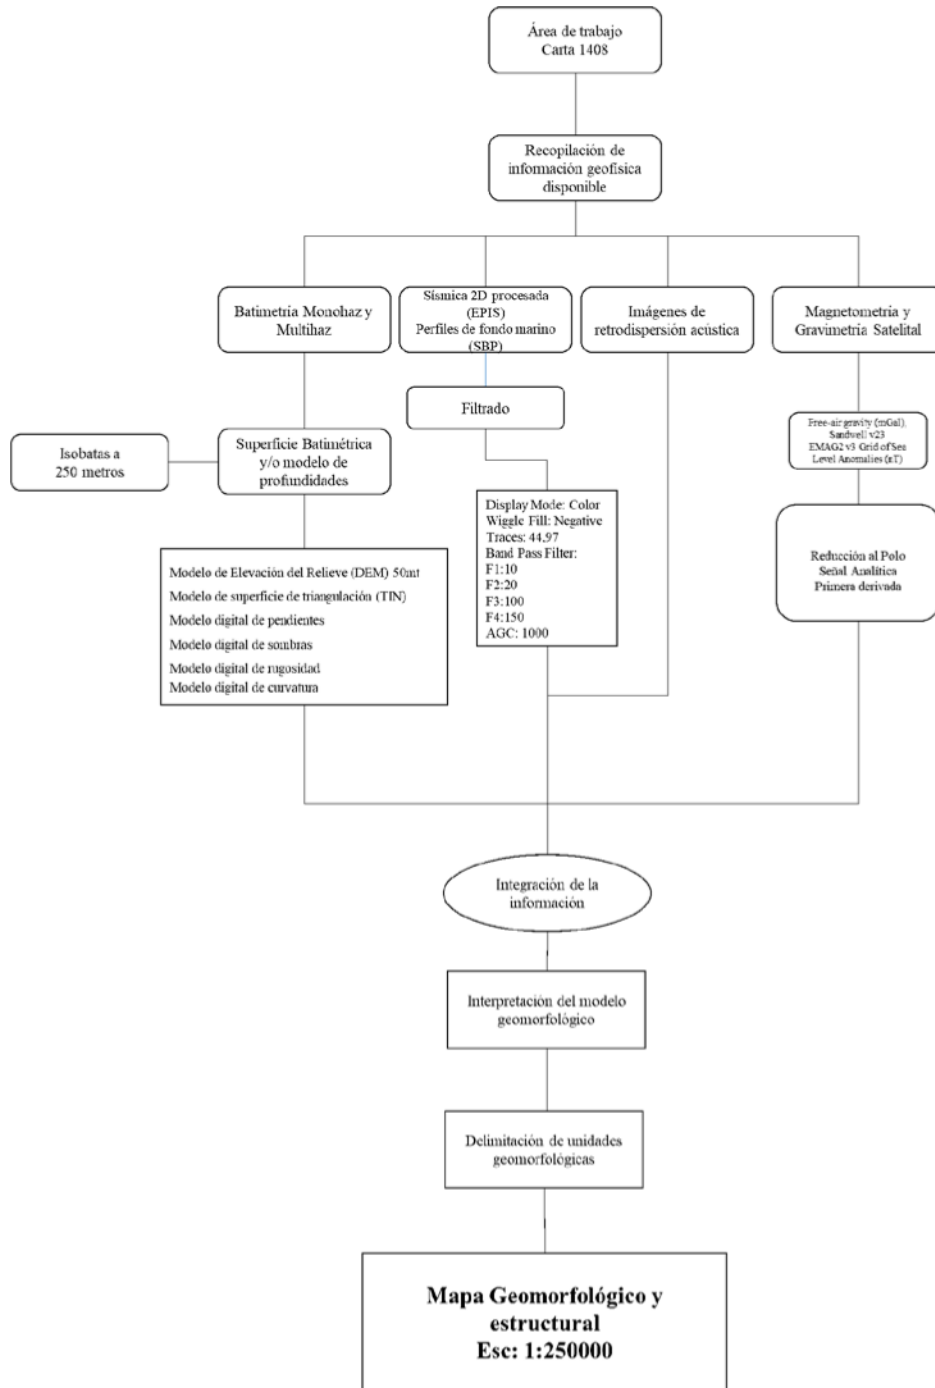 Área de trabajo
Carta 1408
Recopilación de
información geofísica
disponible
Batimetría Monohaz y
Multihaz
Sísmica 2D procesada
(EPIS)
Perfiles de fondo marino
(SBP)
Imágenes de
retrodispersión acústica
Magnetometría y
Gravimetría Satelital
Filtrado
Free-air gravity (mGal),
Sandwell v23
EMAG2 v3 Grid of Sea
Level Anomalies (nT)
Isobatas a
250 metros
Superficie Batimétrica
y/o modelo de
profundidades
Display Mode: Color
Wiggle Fill: Negative
Traces: 44.97
Band Pass Filter:
F1:10
F2:20
F3:100
F4:150
AGC: 1000
Reducción al Polo
Señal Analítica
Primera derivada
Modelo de Elevación del Relieve (DEM) 50mt
Modelo de superficie de triangulación (TIN)
Modelo digital de pendientes
Modelo digital de sombras
Modelo digital de rugosidad
Modelo digital de curvatura
Integración de la
información
Interpretación del modelo
geomorfológico
Delimitación de unidades
geomorfológicas
Mapa Geomorfológico y
estructural
Esc: 1:250000